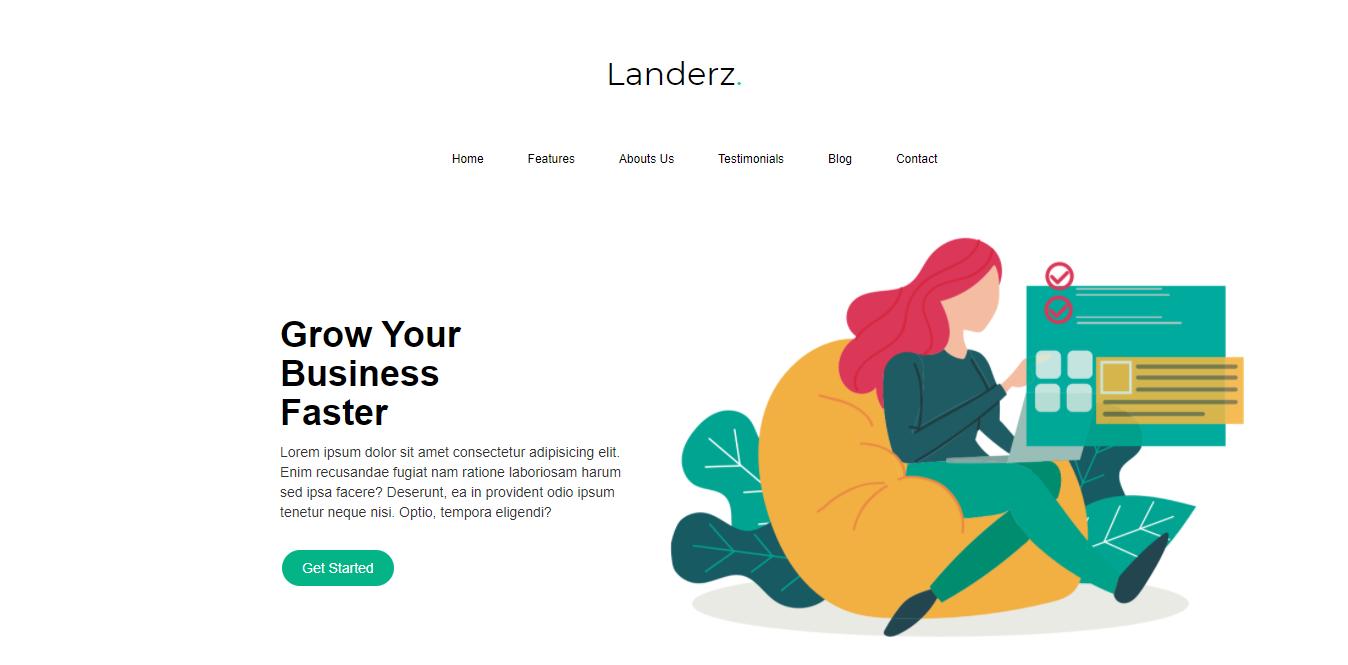 Landerz.
Home Features Abouts Us Testimonials Blog Contact
Grow Your
Business
Faster
Lorem ipsum dolor sit amet consectetur adipisicing elit.
Enim recusandae fugiat nam ratione laboriosam harum
sed ipsa facere? Deserunt, ea in provident odio ipsum
tenetur neque nisi. Optio, tempora eligendi?
Get Started